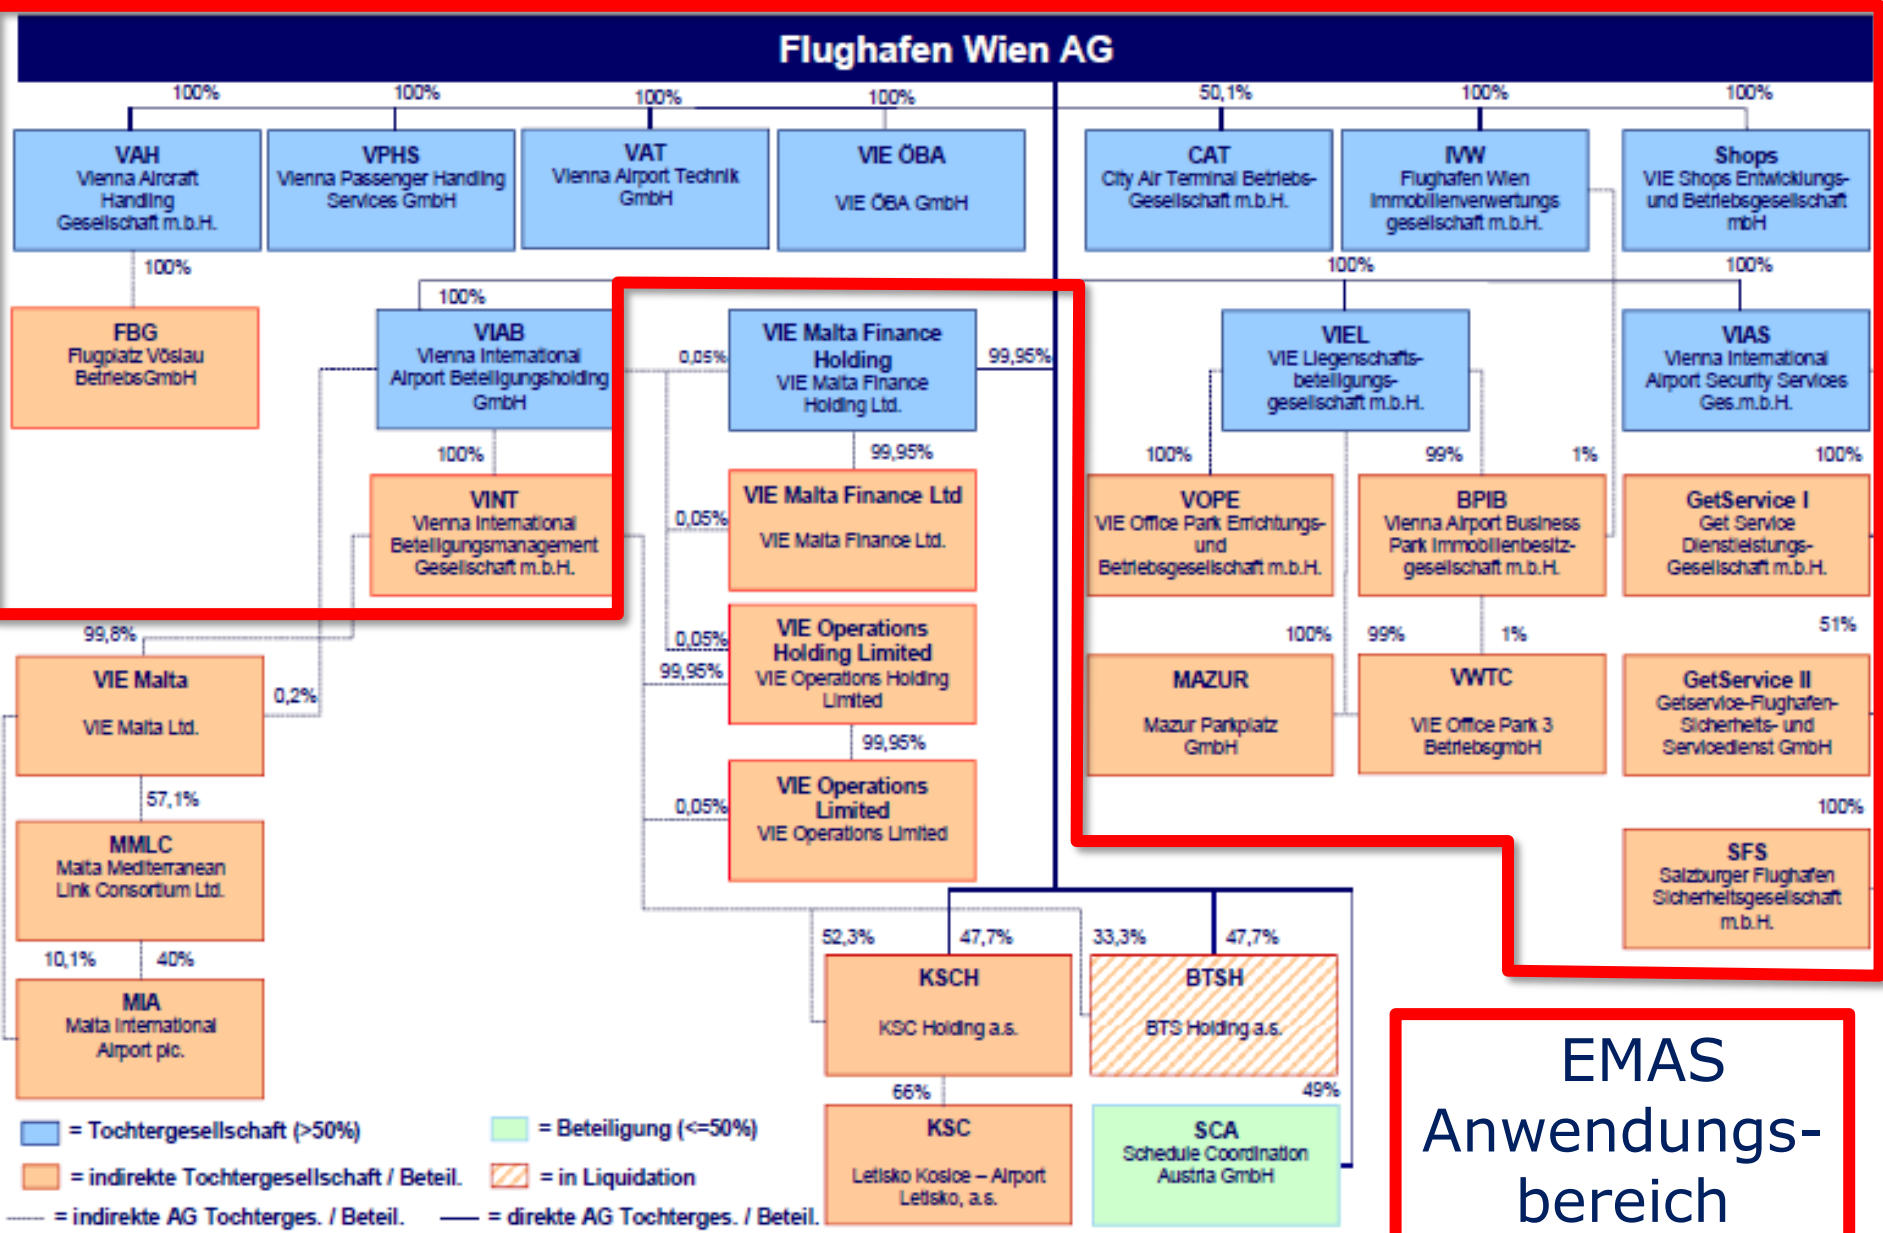 Flughafen Wien AG
100%
100%
100%
100%
50,1%
100%
100%
VAH
Vienna Aircraft
Handling
Gesellschaft m.b.H.
VPHS
Vienna Passenger Handling
Services GmbH
VAT
Vienna Airport Technik
GmbH
VIE ÖBA
VIE ÖBA GmbH
CAT
City Air Terminal Betriebs-
Gesellschaft m.b.H.
IVW
Flughafen Wien
Immobilienverwertungs
gesellschaft m.b.H.
Shops
VIE Shops Entwicklungs-
und Betriebsgesellschaft
mbH
100%
100%
100%
100%
FBG
Flugplatz Vöslau
BetriebsGmbH
VIAB
Vienna International
Airport Beteiligungsholding
GmbH
0,05%
VIE Malta Finance
Holding
VIE Malta Finance
Holding Ltd.
99,95%
VIEL
VIE Liegenschafts-
beteiligungs-
gesellschaft m.b.H.
VIAS
Vienna International
Airport Security Services
Ges.m.b.H.
100%
99,95%
100%
99%
1%
100%
VINT
Vienna International
Beteiligungsmanagement
Gesellschaft m.b.H.
0,05%
VIE Malta Finance Ltd
VIE Malta Finance Ltd.
VOPE
VIE Office Park Errichtungs-
und
Betriebsgesellschaft m.b.H.
BPIB
Vienna Airport Business
Park Immobilienbesitz-
gesellschaft m.b.H.
GetService I
Get Service
Dienstleistungs-
Gesellschaft m.b.H.
99,8%
0,05%
99,95%
VIE Operations
Holding Limited
VIE Operations Holding
Limited
100%
99%
1%
51%
VIE Malta
VIE Malta Ltd.
0,2%
MAZUR
Mazur Parkplatz
GmbH
VWTC
VIE Office Park 3
BetriebsgmbH
GetService II
Getservice-Flughafen-
Sicherheits- und
Servicedienst GmbH
99,95%
57,1%
0,05%
VIE Operations
Limited
VIE Operations Limited
100%
MMLC
Malta Mediterranean
Link Consortium Ltd.
SFS
Salzburger Flughafen
Sicherheitsgesellschaft
m.b.H.
10,1%
40%
52,3%
47,7%
33,3%
47,7%
MIA
Malta International
Airport plc.
KSCH
KSC Holding a.s.
BTSH
BTS Holding a.s.
66%
49%
KSC
Letisko Kosice – Airport
Letisko, a.s.
SCA
Schedule Coordination
Austria GmbH
EMAS
Anwendungs-
bereich
= Tochtergesellschaft (>50%)
= Beteiligung (<=50%)
= indirekte Tochtergesellschaft / Beteil.
= in Liquidation
= indirekte AG Tochterges. / Beteil.
= direkte AG Tochterges. / Beteil.